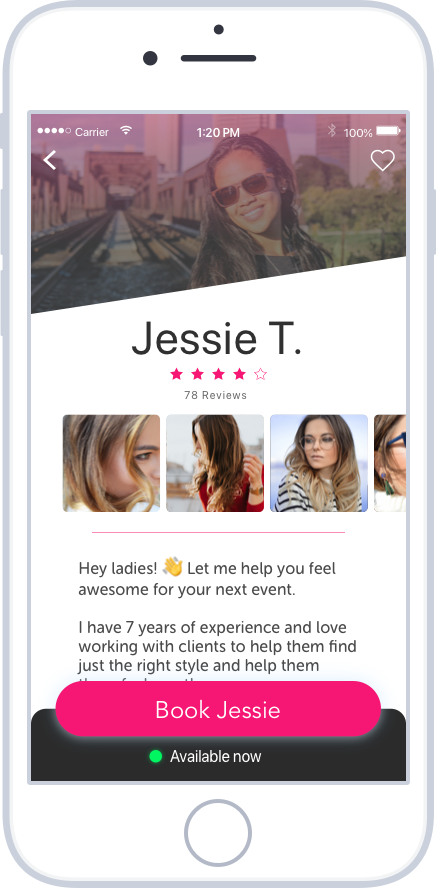 Carrier 1:20 PM 100%
Jessie T.
78 Reviews
Hey ladies! 👋 Let me help you feel
awesome for your next event.
I have 7 years of experience and love
working with clients to help them find
just the right style and help them
Book Jessie
Available now